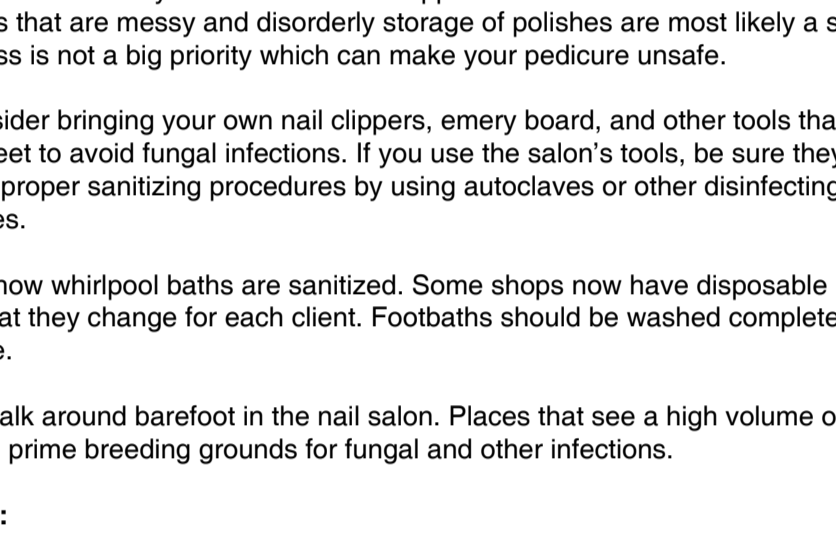 s that are messy and disorderly storage of polishes are most likely a s
ss is not a big priority which can make your pedicure unsafe.
sider bringing your own nail clippers, emery board, and other tools tha
eet to avoid fungal infections. If you use the salon’s tools, be sure they
proper sanitizing procedures by using autoclaves or other disinfecting
es.
how whirlpool baths are sanitized. Some shops now have disposable
at they change for each client. Footbaths should be washed complete
e.
alk around barefoot in the nail salon. Places that see a high volume o
prime breeding grounds for fungal and other infections.
: